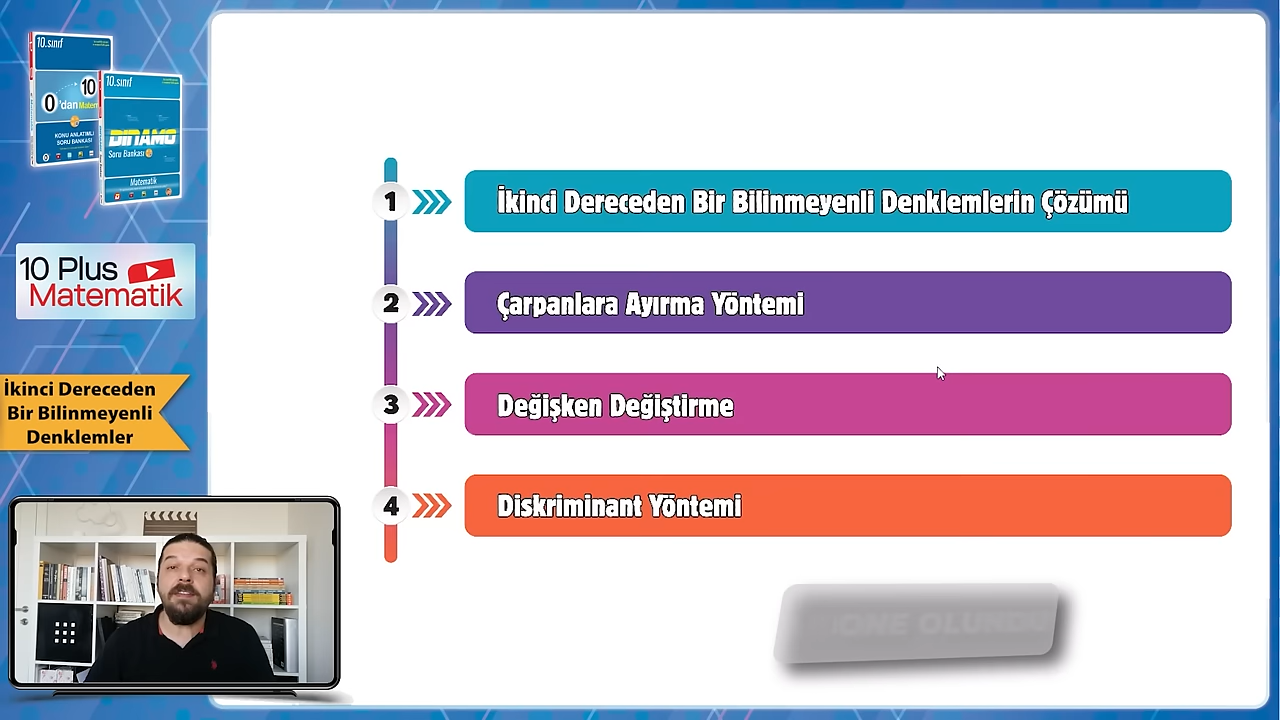 10.sınıf
10
0'dan Matem
KONU ANLATIMLI
SORU BANKASI
10.sınıf
DİNAMO
Soru Bankası
Matematik
10 Plus
Matematik
İkinci Dereceden
Bir Bilinmeyenli
Denklemler
1
İkinci Dereceden Bir Bilinmeyenli Denklemlerin Çözümü
2
Çarpanlara Ayırma Yöntemi
3
Değişken Değiştirme
4
Diskriminant Yöntemi